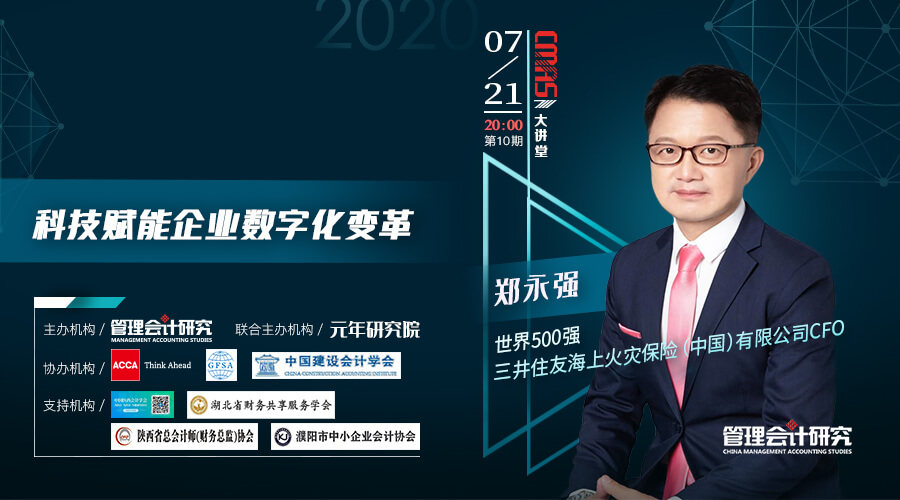 2020
07
21
20:00
第10期
CMAS
大讲堂
科技赋能企业数字化变革
郑永强
世界500强
三井住友海上火灾保险(中国)有限公司CFO
主办机构 / 管理会计研究
MANAGEMENT ACCOUNTING STUDIES
联合主办机构 / 元年研究院
协办机构 / ACCA Think Ahead GFSA 中国建设会计学会
CHINA CONSTRUCTION ACCOUNTING INSTITUTE
支持机构 / 湖北省财务共享服务学会
陕西省总会计师(财务总监)协会 濮阳市中小企业会计协会
管理会计研究
CHINA MANAGEMENT ACCOUNTING STUDIES